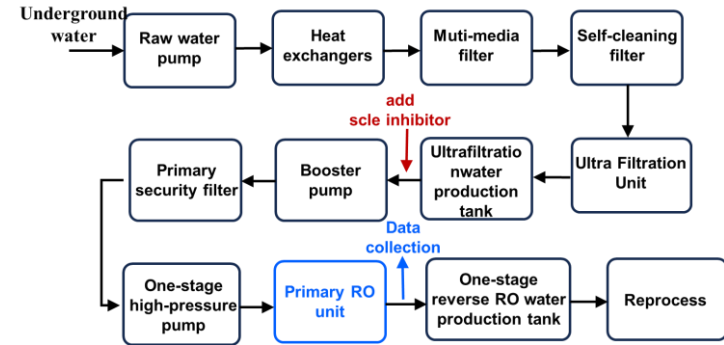 Underground
water
Raw water
pump
Heat
exchangers
Muti-media
filter
Self-cleaning
filter
add
scle inhibitor
Primary
security filter
Booster
pump
Ultrafiltratio
nwater
production
tank
Ultra Filtration
Unit
Data
collection
One-stage
high-pressure
pump
Primary RO
unit
One-stage
reverse RO water
production tank
Reprocess